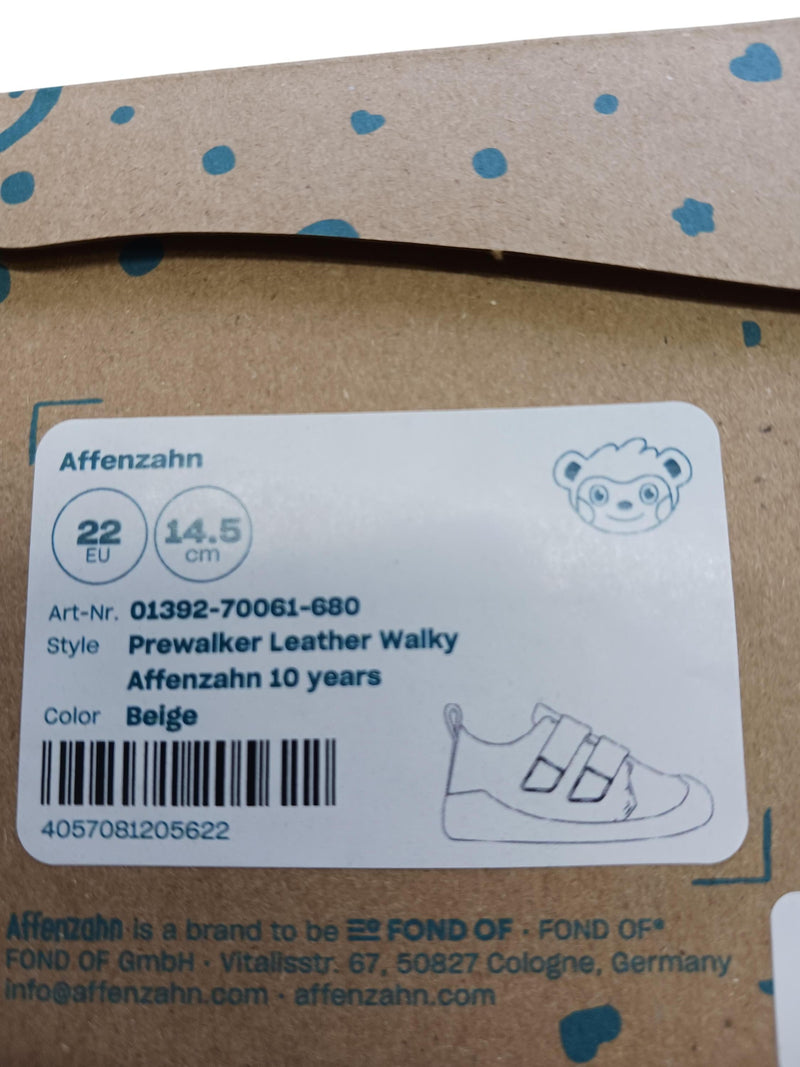 Affenzahn
22
EU
14.5
cm
Art-Nr. 01392-70061-680
Style Prewalker Leather Walky
Affenzahn 10 years
Color Beige
4057081205622
Affenzahn is a brand to be FOND OF · FOND OF®
FOND OF GmbH · Vitalisstr. 67, 50827 Cologne, Germany
info@affenzahn.com · affenzahn.com